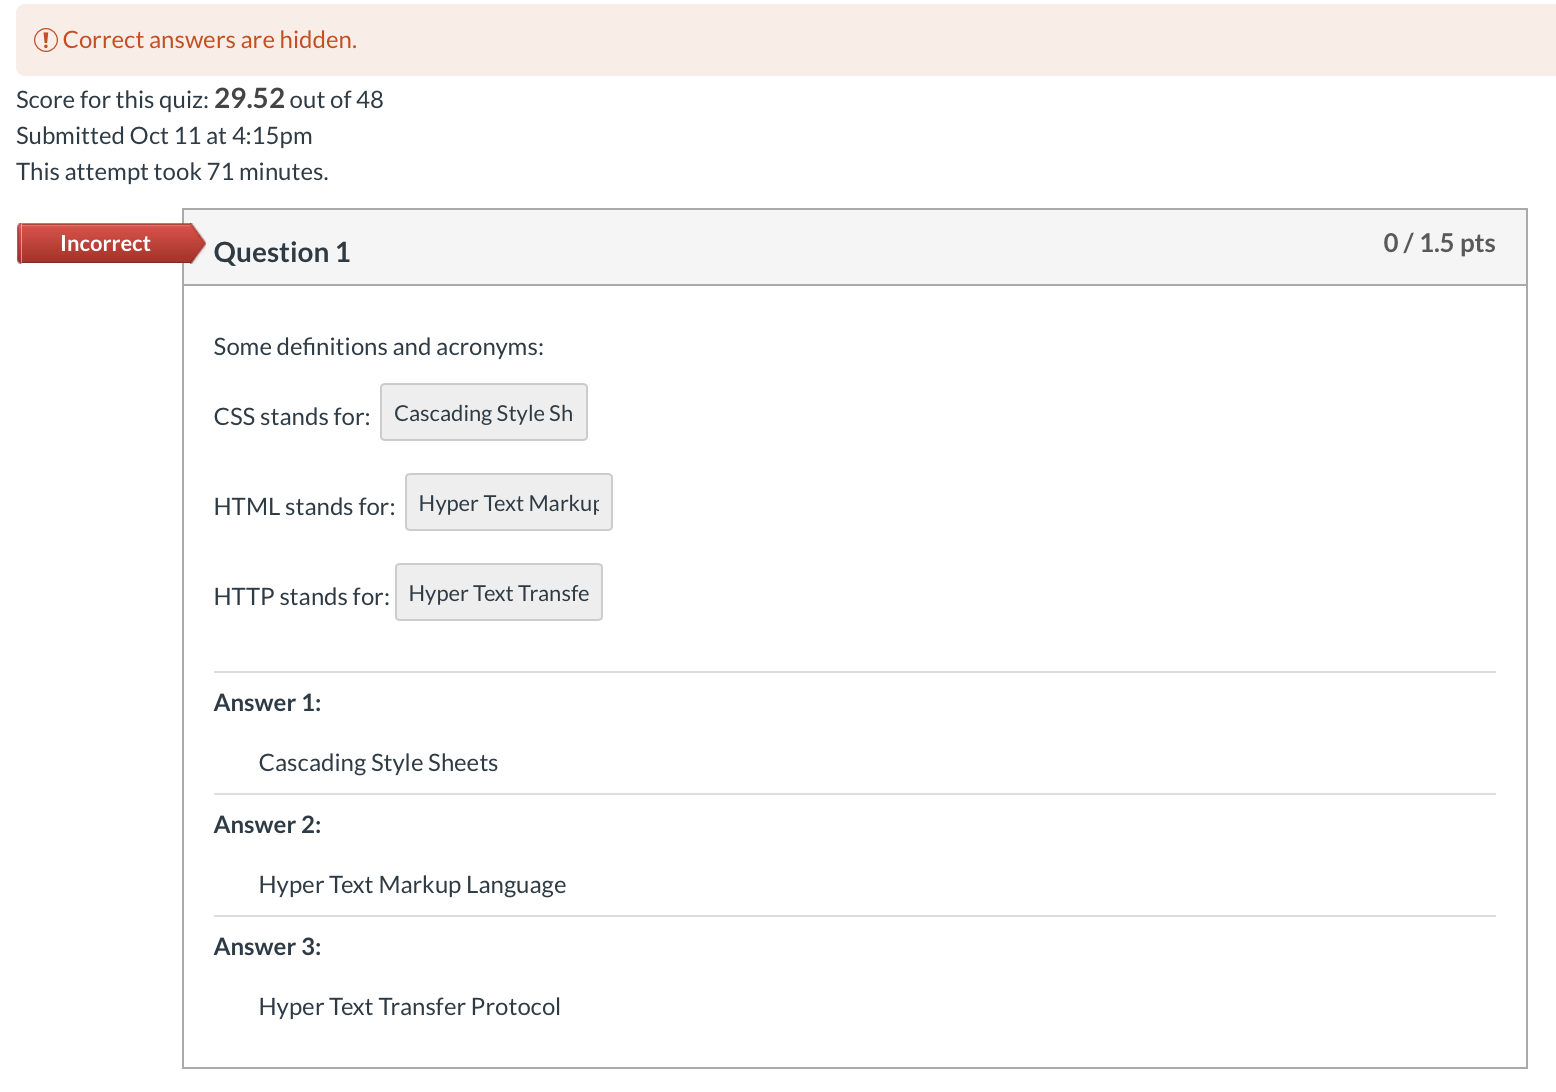 Correct answers are hidden.
Score for this quiz: 29.52 out of 48
Submitted Oct 11 at 4:15pm
This attempt took 71 minutes.
Incorrect
Question 1
0 / 1.5 pts
Some definitions and acronyms:
CSS stands for: Cascading Style Sh
HTML stands for: Hyper Text Markup
HTTP stands for: Hyper Text Transfe
Answer 1:
Cascading Style Sheets
Answer 2:
Hyper Text Markup Language
Answer 3:
Hyper Text Transfer Protocol